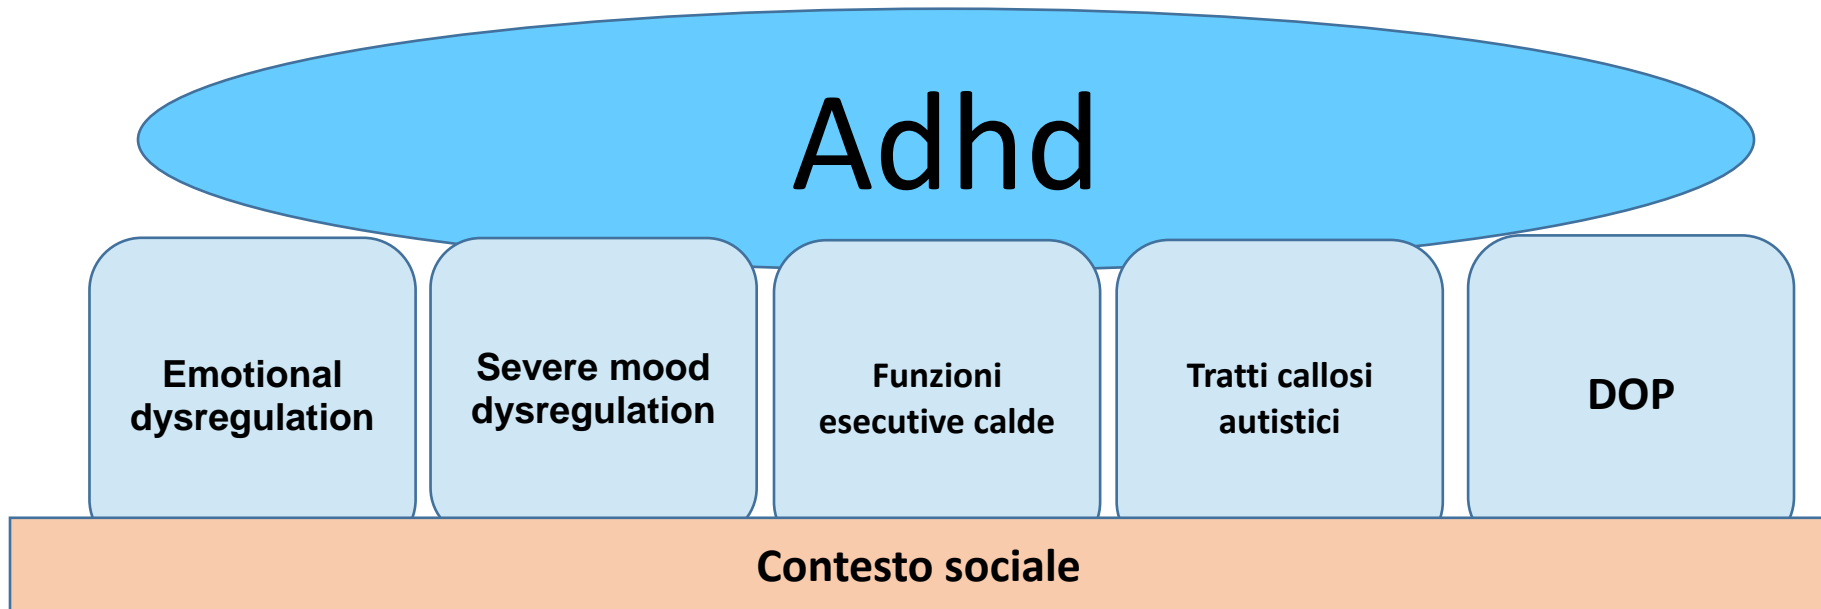 Adhd
Emotional
dysregulation
Severe mood
dysregulation
Funzioni
esecutive calde
Tratti callosi
autistici
DOP
Contesto sociale